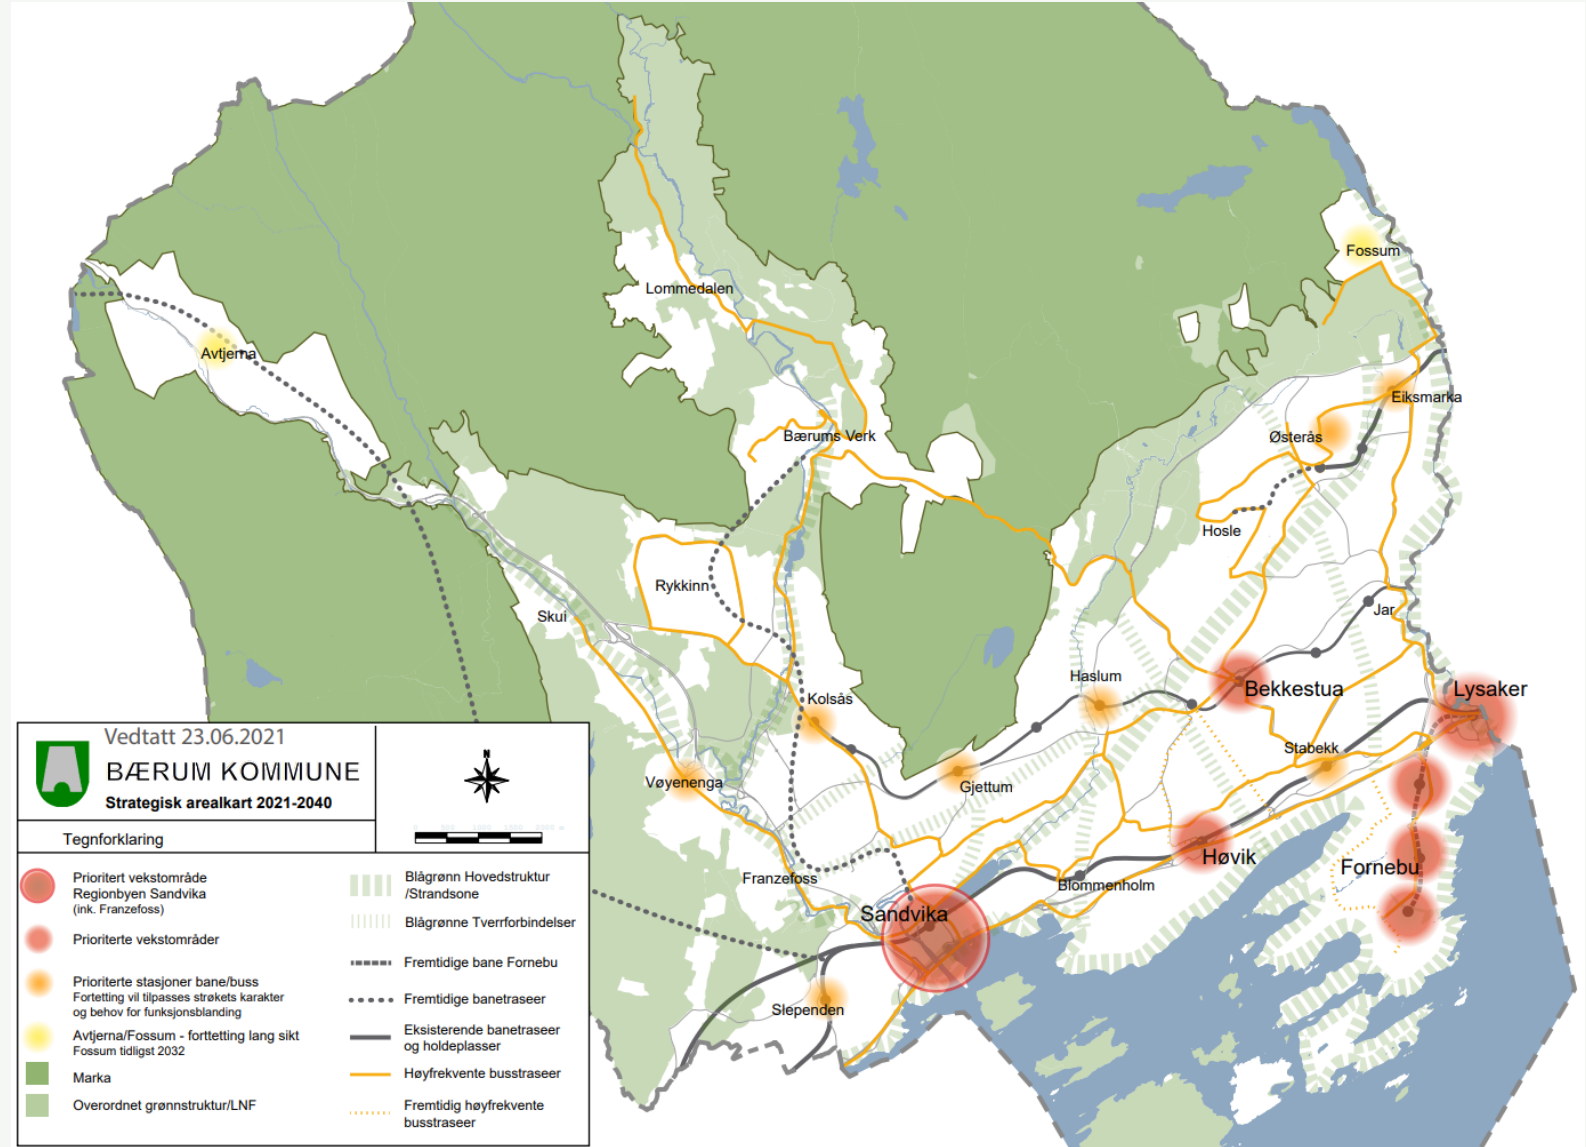 Fossum
Lommedalen
Avtjerna
Eiksmarka
Bærums Verk
Østerås
Hosle
Rykkinn
Skui
Jar
Haslum
Bekkestua
Lysaker
Kolsås
Stabekk
Vøyenenga
Gjettum
Høvik
Fornebu
Franzefoss
Blommenholm
Sandvika
Slependen
Vedtatt 23.06.2021
BÆRUM KOMMUNE
Strategisk arealkart 2021-2040
N
Tegnforklaring
Prioritert vekstområde
Regionbyen Sandvika
(ink. Franzefoss)
Prioriterte vekstområder
Prioriterte stasjoner bane/buss
Fortetting vil tilpasses strøkets karakter
og behov for funksjonsblanding
Avtjerna/Fossum - forttetting lang sikt
Fossum tidligst 2032
Marka
Overordnet grønnstruktur/LNF
Blågrønn Hovedstruktur
/Strandsone
Blågrønne Tverrforbindelser
Fremtidige bane Fornebu
Fremtidige banetraseer
Eksisterende banetraseer
og holdeplasser
Høyfrekvente busstraseer
Fremtidig høyfrekvente
busstraseer